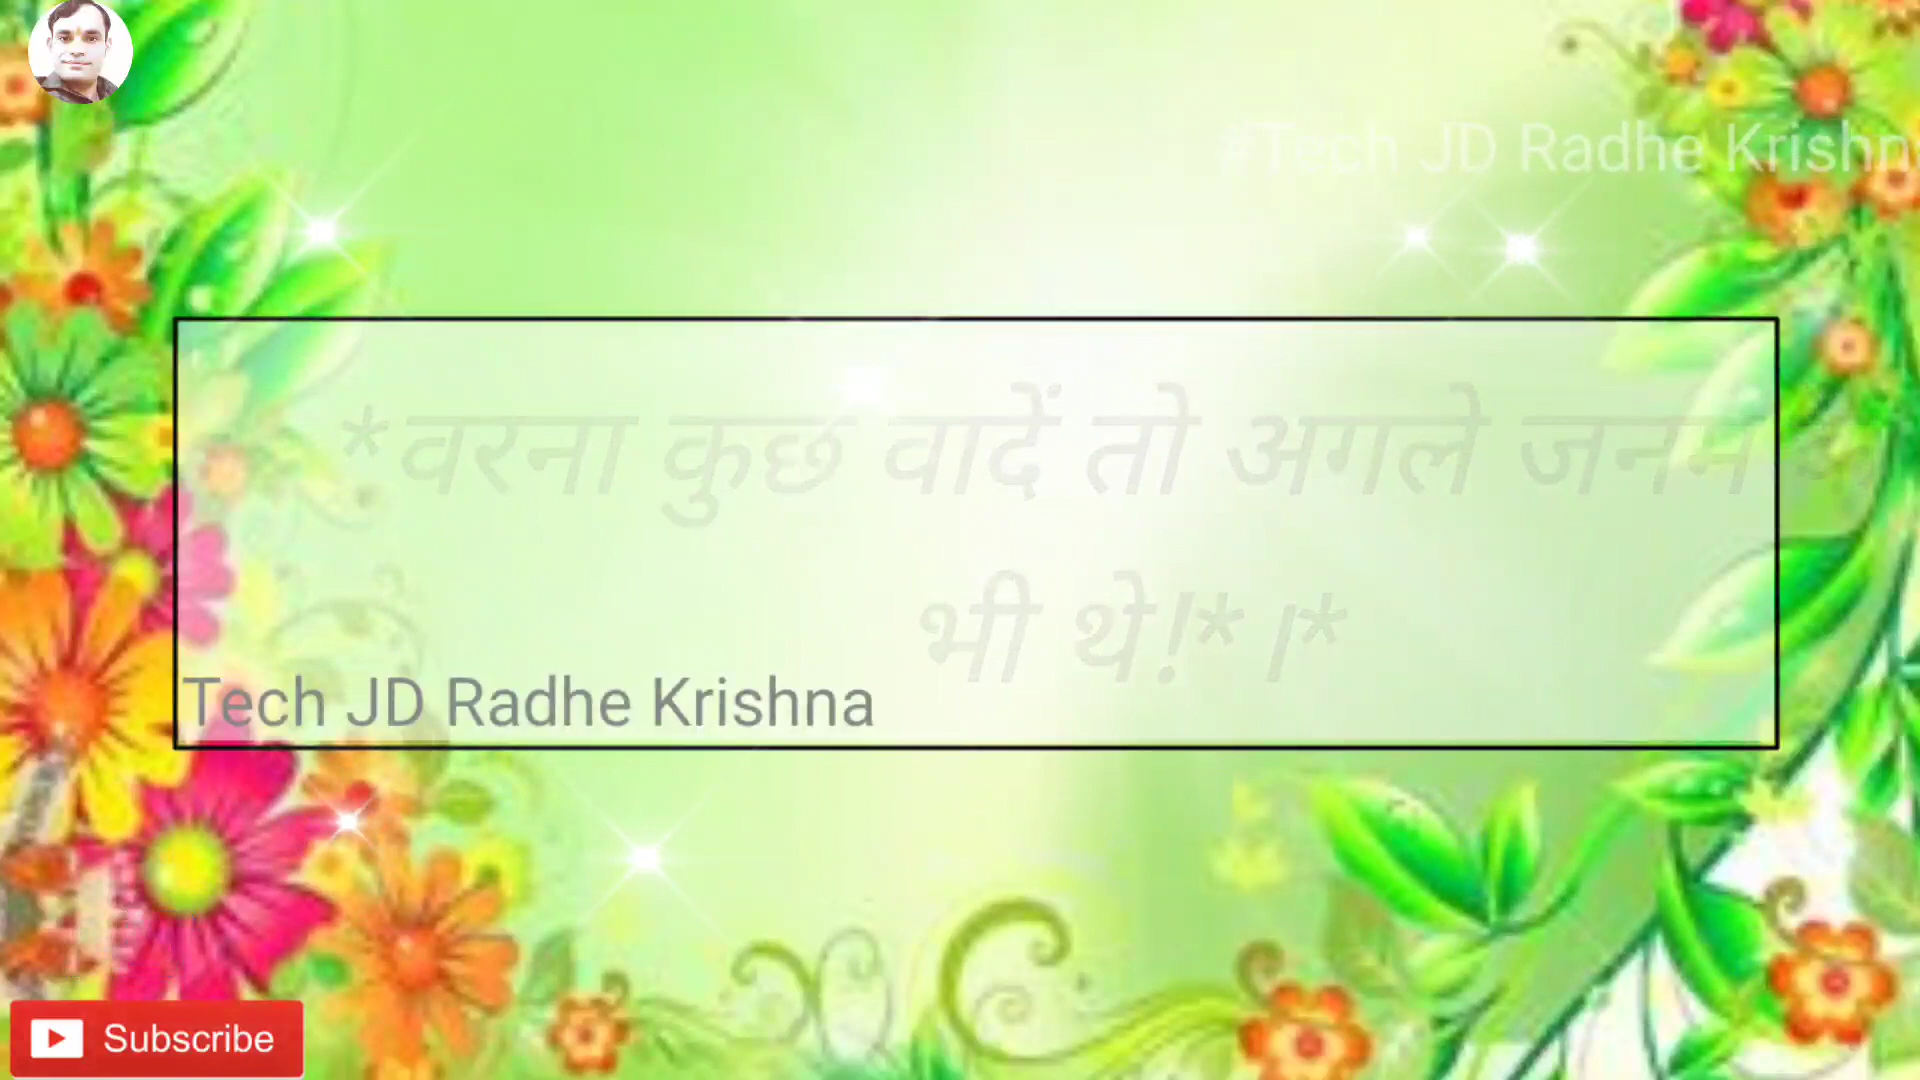 #Tech JD Radhe Krishn
*वरना कुछ वादें तो अगले जनम
भी थे!*।*
Tech JD Radhe Krishna
Subscribe